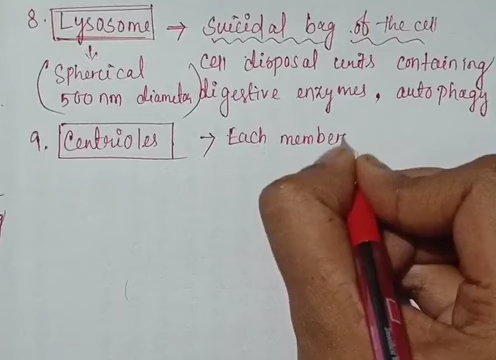 8. Lysosome → Suicidal bag of the cell
(Spherical 500 nm diameter)
Cell disposal units containing
digestive enzymes, autophagy
9. Centrioles → Each member